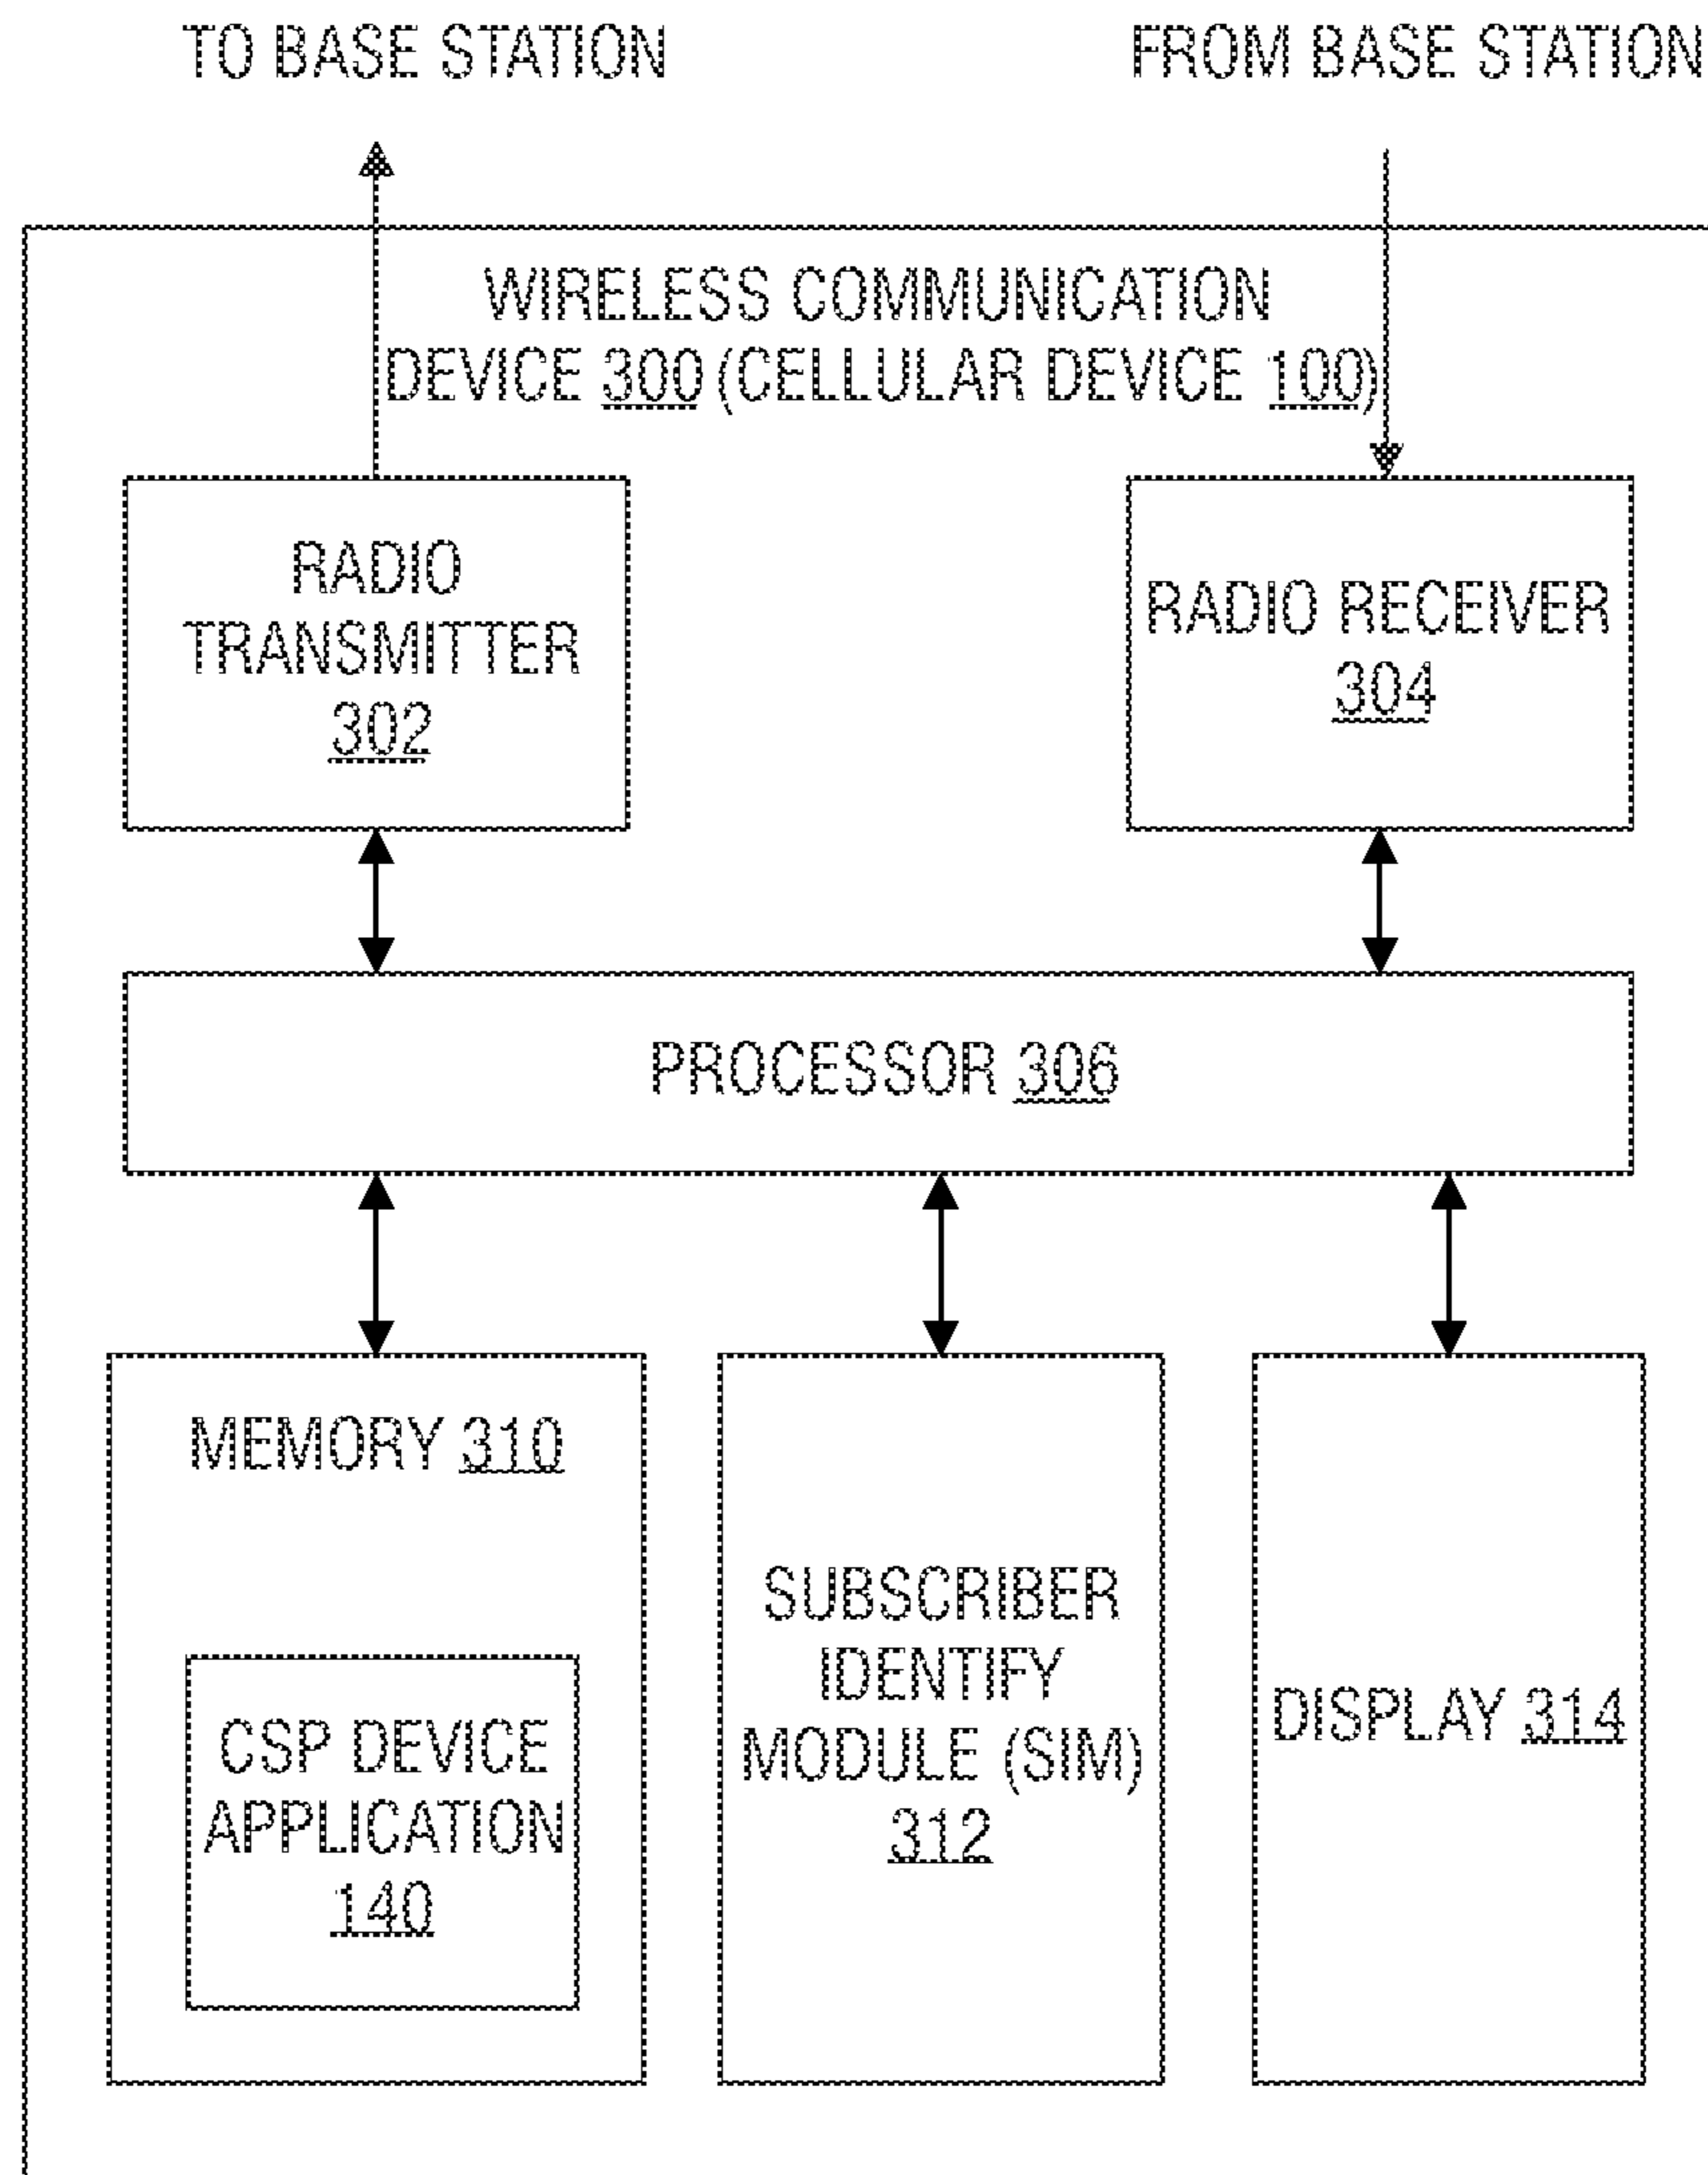 TO BASE STATION
FROM BASE STATION
WIRELESS COMMUNICATION
DEVICE 300 (CELLULAR DEVICE 100)
RADIO
TRANSMITTER
302
RADIO RECEIVER
304
PROCESSOR 306
MEMORY 310
CSP DEVICE
APPLICATION
140
SUBSCRIBER
IDENTIFY
MODULE (SIM)
312
DISPLAY 314